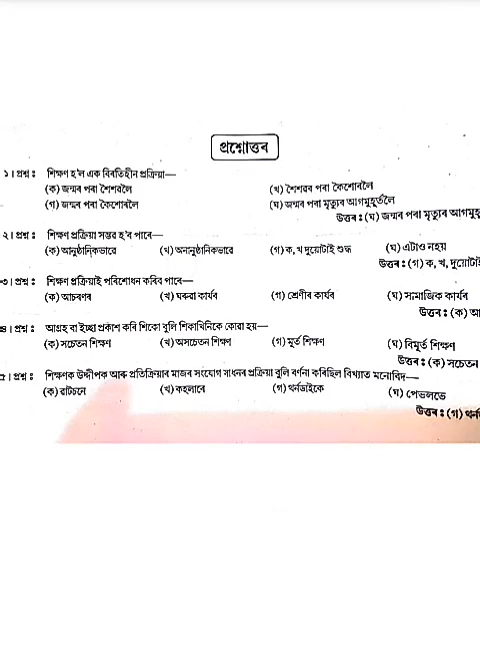 প্ৰশ্নোত্তৰ
১। প্ৰশ্ন ঃ শিক্ষণ হ'ল এক বিৰতিহীন প্ৰক্ৰিয়া—
(ক) জন্মৰ পৰা শৈশৱলৈ (খ) শৈশৱৰ পৰা কৈশোৰলৈ
(গ) জন্মৰ পৰা কৈশোৰলৈ (ঘ) জন্মৰ পৰা মৃত্যুৰ আগমুহূৰ্তলৈ
উত্তৰ ঃ (ঘ) জন্মৰ পৰা মৃত্যুৰ আগমুহূ
২। প্ৰশ্ন ঃ শিক্ষণ প্ৰক্ৰিয়া সম্ভৱ হ'ব পাৰে—
(ক) আনুষ্ঠানিকভাৱে (খ) অনানুষ্ঠানিকভাৱে (গ) ক, খ দুয়োটাই শুদ্ধ (ঘ) এটাও নহয়
উত্তৰ ঃ (গ) ক, খ, দুয়োটাই
৩। প্ৰশ্ন ঃ শিক্ষণ প্ৰক্ৰিয়াই পৰিশোধন কৰিব পাৰে—
(ক) আচৰণৰ (খ) ঘৰুৱা কাৰ্যৰ (গ) শ্ৰেণীৰ কাৰ্যৰ (ঘ) সামাজিক কাৰ্যৰ
উত্তৰ ঃ (ক) আ
৪। প্ৰশ্ন ঃ আগ্ৰহ বা ইচ্ছা প্ৰকাশ কৰি শিকো বুলি শিকাখিনিকে কোৱা হয়—
(ক) সচেতন শিক্ষণ (খ) অসচেতন শিক্ষণ (গ) মূৰ্ত শিক্ষণ (ঘ) বিমূৰ্ত শিক্ষণ
উত্তৰ ঃ (ক) সচেতন
৫। প্ৰশ্ন ঃ শিক্ষণক উদ্দীপক আৰু প্ৰতিক্ৰিয়াৰ মাজৰ সংযোগ সাধনৰ প্ৰক্ৰিয়া বুলি বৰ্ণনা কৰিছিল বিখ্যাত মনোবিদ—
(ক) ৱাটচনে (খ) কহলাৰে (গ) থৰ্নডাইকে (ঘ) পেভলভে
উত্তৰ ঃ (গ) থৰ্ন